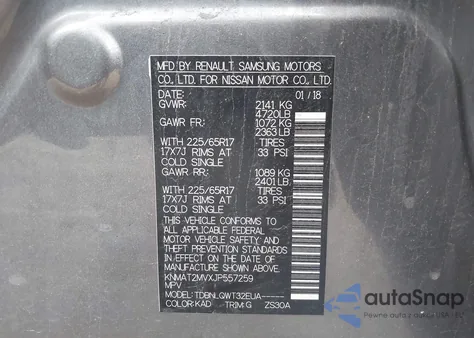 MFD BY RENAULT SAMSUNG MOTORS
CO., LTD. FOR NISSAN MOTOR CO., LTD.
DATE: 01 / 18
GVWR: 2141 KG
4720LB
GAWR FR: 1072 KG
2363LB
WITH 225/65R17 TIRES
17X7J RIMS AT 33 PSI
COLD SINGLE
GAWR RR: 1089 KG
2401LB
WITH 225/65R17 TIRES
17X7J RIMS AT 33 PSI
COLD SINGLE
THIS VEHICLE CONFORMS TO
ALL APPLICABLE FEDERAL
MOTOR VEHICLE SAFETY AND
THEFT PREVENTION STANDARDS
IN EFFECT ON THE DATE OF
MANUFACTURE SHOWN ABOVE.
KNMAT2MVXJP557259
MPV
MODEL: TDBNLQWT32EUA-----
COLOR:KAD TRIM:G ZS30A
autoSnap
Pewne auto z USA